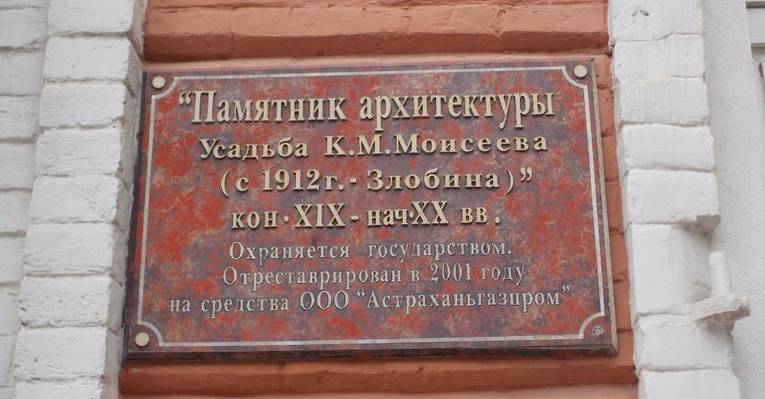 "Памятник архитектуры
Усадьба К.М.Моисеева
(с 1912г.- Злобина)"
кон·XIX-нач·XX вв.
Охраняется государством.
Отреставрирован в 2001 году
на средства ООО "Астраханьгазпром"